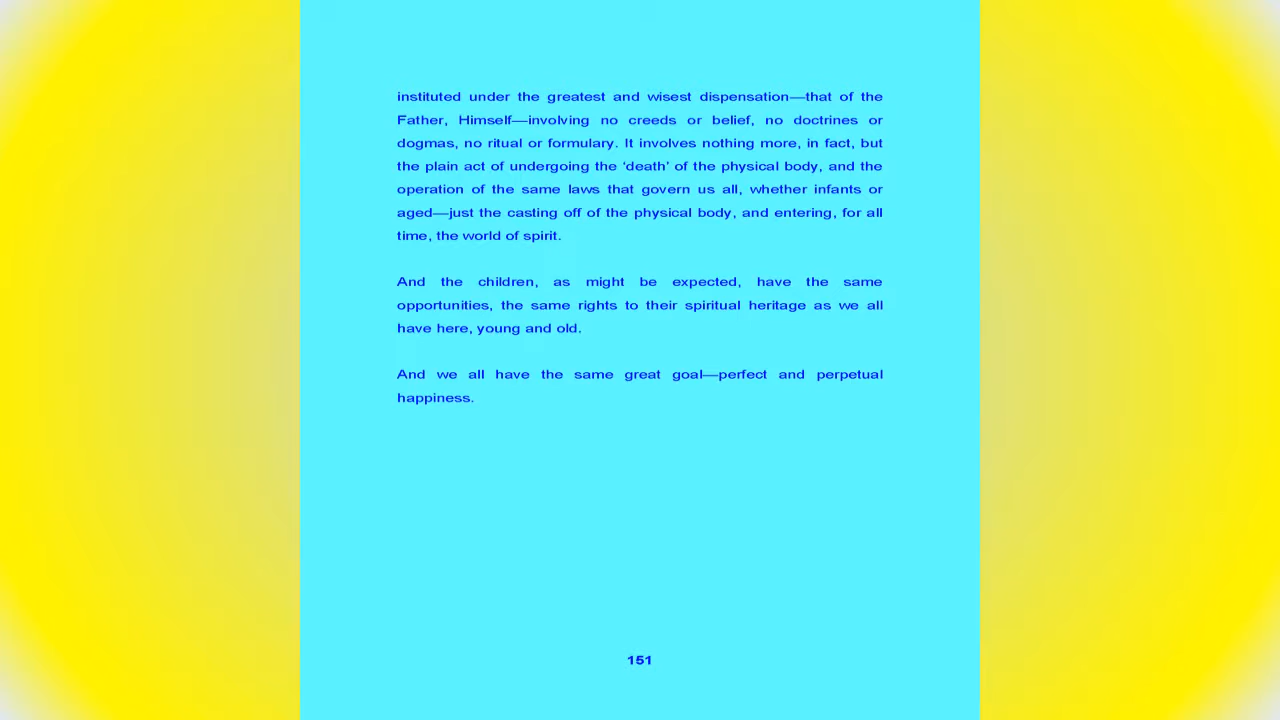 instituted under the greatest and wisest dispensation—that of the
Father, Himself—involving no creeds or belief, no doctrines or
dogmas, no ritual or formulary. It involves nothing more, in fact, but
the plain act of undergoing the ‘death’ of the physical body, and the
operation of the same laws that govern us all, whether infants or
aged—just the casting off of the physical body, and entering, for all
time, the world of spirit.
And the children, as might be expected, have the same
opportunities, the same rights to their spiritual heritage as we all
have here, young and old.
And we all have the same great goal—perfect and perpetual
happiness.
151